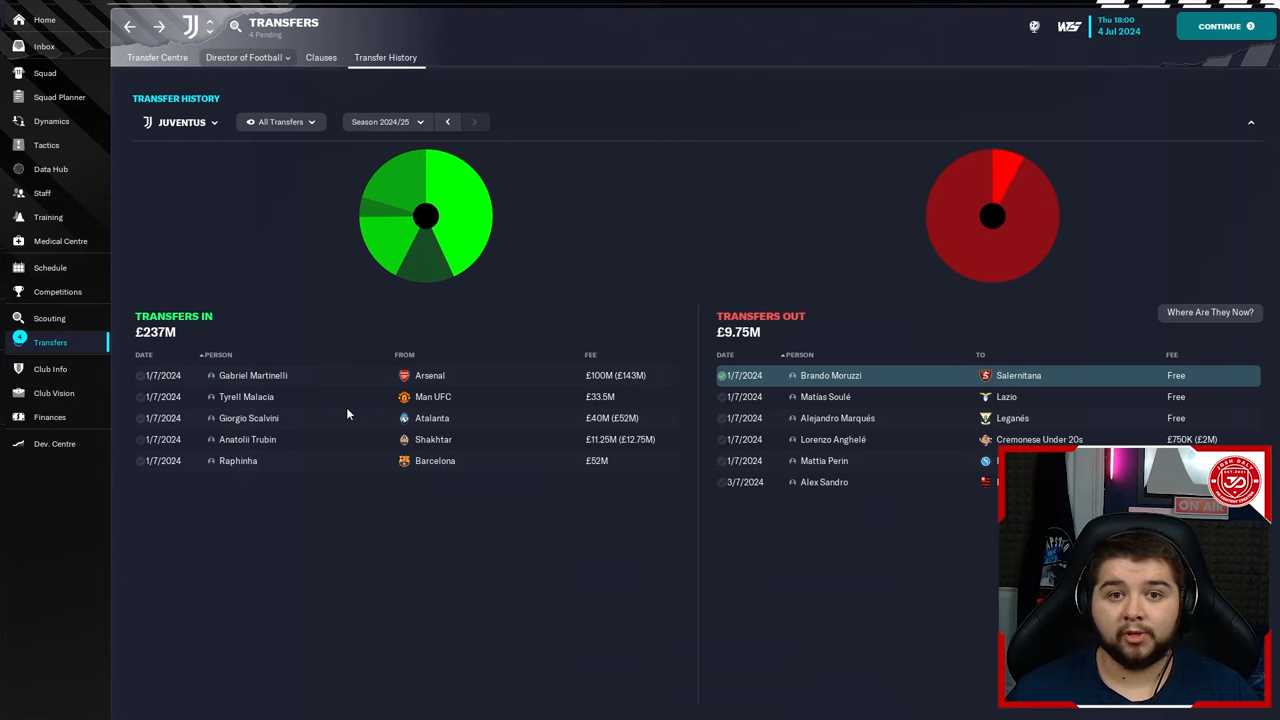 Home
Inbox
Squad
Squad Planner
Dynamics
Tactics
Data Hub
Staff
Training
Medical Centre
Schedule
Competitions
Scouting
4
Transfers
Club Info
Club Vision
Finances
Dev. Centre
TRANSFERS
4 Pending
Thu 18:00
4 Jul 2024
CONTINUE
Transfer Centre Director of Football Clauses Transfer History
TRANSFER HISTORY
JUVENTUS All Transfers Season 2024/25
TRANSFERS IN
£237M
DATE PERSON FROM FEE
1/7/2024 Gabriel Martinelli Arsenal £100M (£143M)
1/7/2024 Tyrell Malacia Man UFC £33.5M
1/7/2024 Giorgio Scalvini Atalanta £40M (£52M)
1/7/2024 Anatolii Trubin Shakhtar £11.25M (£12.75M)
1/7/2024 Raphinha Barcelona £52M
TRANSFERS OUT
£9.75M
Where Are They Now?
DATE PERSON TO FEE
1/7/2024 Brando Moruzzi Salernitana Free
1/7/2024 Matías Soulé Lazio Free
1/7/2024 Alejandro Marqués Leganés Free
1/7/2024 Lorenzo Anghelé Cremonese Under 20s £750K (£2M)
1/7/2024 Mattia Perin
3/7/2024 Alex Sandro
JOSH DALY
EST. 2021
JD
ON AIR